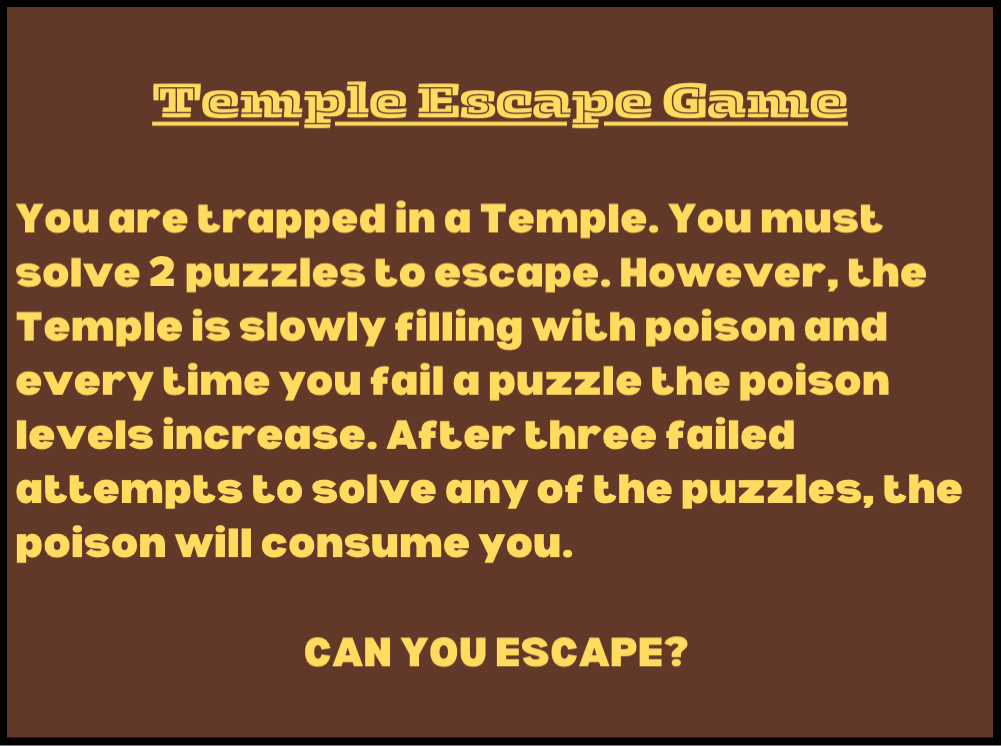 Temple Escape Game
You are trapped in a Temple. You must
solve 2 puzzles to escape. However, the
Temple is slowly filling with poison and
every time you fail a puzzle the poison
levels increase. After three failed
attempts to solve any of the puzzles, the
poison will consume you.
CAN YOU ESCAPE?